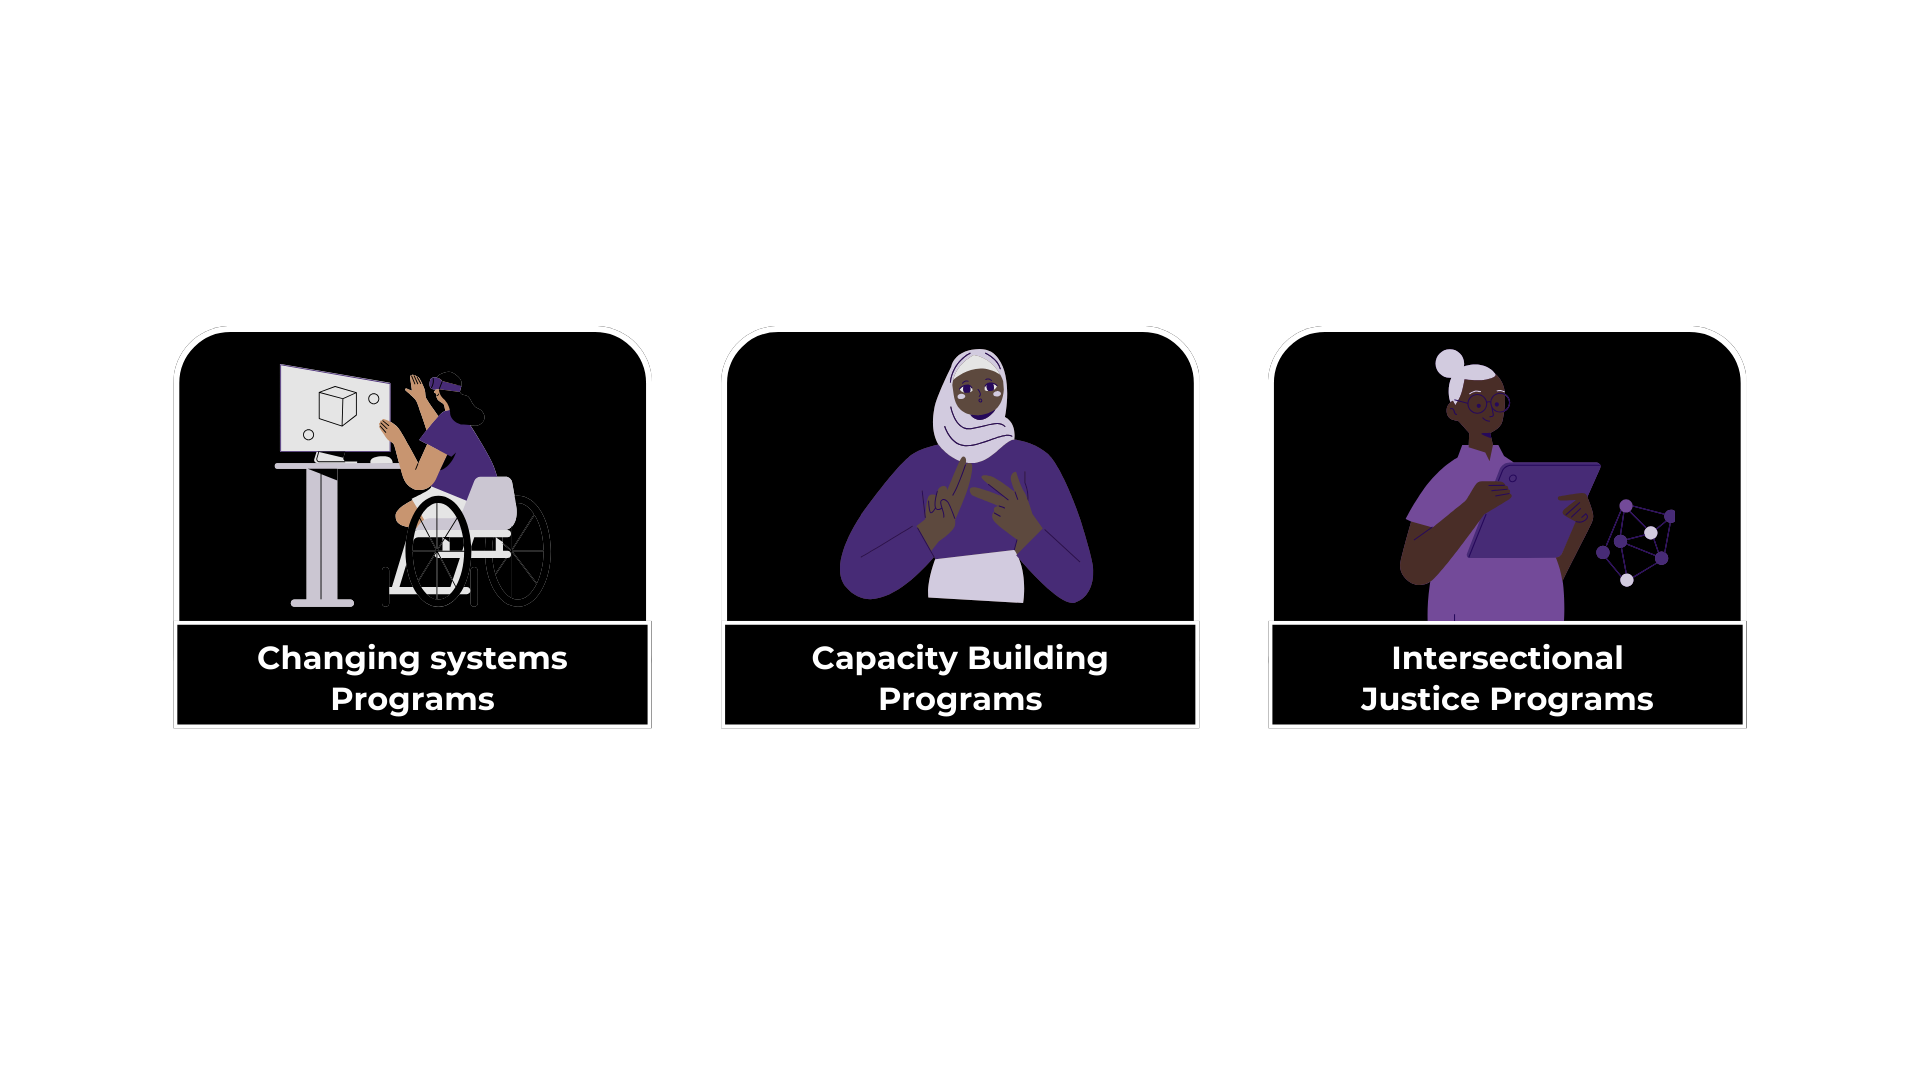 Changing systems
Programs
Capacity Building
Programs
Intersectional
Justice Programs